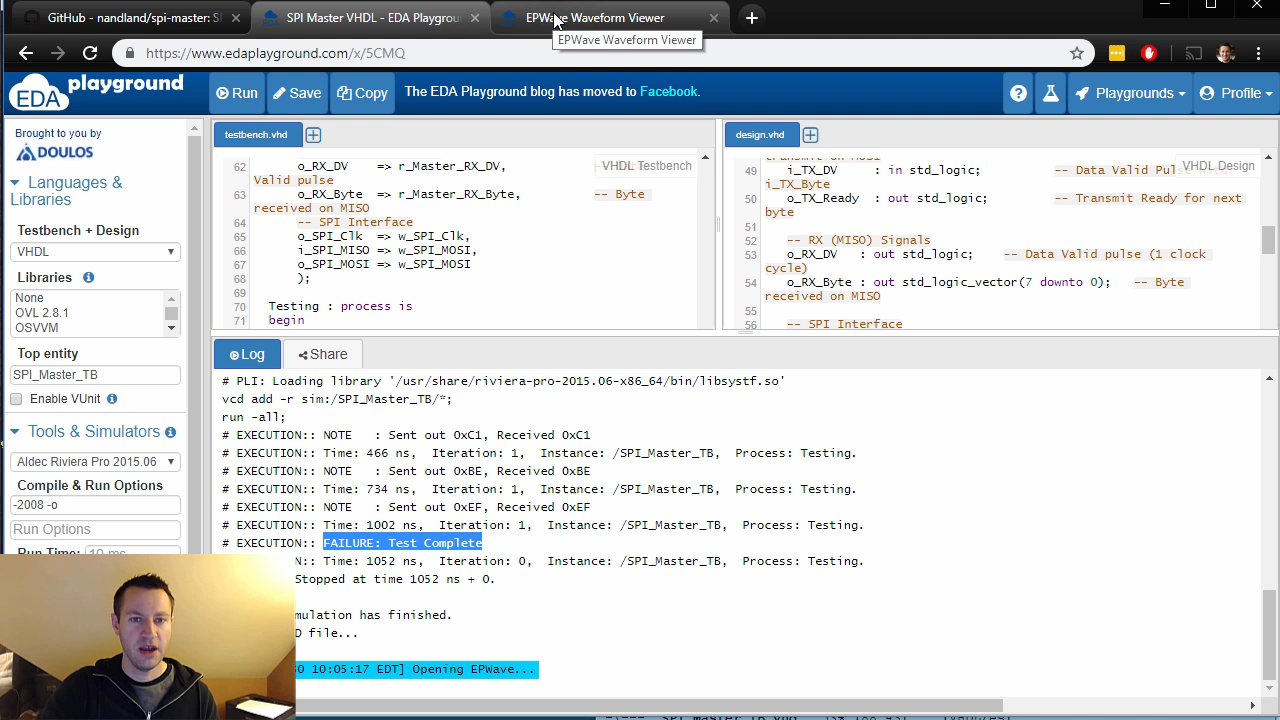 GitHub - nandland/spi-master: S
SPI Master VHDL - EDA Playgrou
EPWave Waveform Viewer
EPWave Waveform Viewer
https://www.edaplayground.com/x/5CMQ
EDA playground
Run
Save
Copy
The EDA Playground blog has moved to Facebook.
Playgrounds
Profile
Brought to you by
DOULOS
Languages &
Libraries
Testbench + Design
VHDL
Libraries
None
OVL 2.8.1
OSVVM
Top entity
SPI_Master_TB
Enable VUnit
Tools & Simulators
Aldec Riviera Pro 2015.06
Compile & Run Options
-2008 -o
Run Options
Run Time: 10 ms
testbench.vhd
VHDL Testbench
62 o_RX_DV => r_Master_RX_DV,
Valid pulse
63 o_RX_Byte => r_Master_RX_Byte, -- Byte
received on MISO
64 -- SPI Interface
65 o_SPI_Clk => w_SPI_Clk,
66 i_SPI_MISO => w_SPI_MOSI,
67 o_SPI_MOSI => w_SPI_MOSI
68 );
69
70 Testing : process is
71 begin
design.vhd
VHDL Design
transmit on MOSI
49 i_TX_DV : in std_logic; -- Data Valid Pul
i_TX_Byte
50 o_TX_Ready : out std_logic; -- Transmit Ready for next
byte
51
52 -- RX (MISO) Signals
53 o_RX_DV : out std_logic; -- Data Valid pulse (1 clock
cycle)
54 o_RX_Byte : out std_logic_vector(7 downto 0); -- Byte
received on MISO
55
56 -- SPI Interface
Log
Share
# PLI: Loading library '/usr/share/riviera-pro-2015.06-x86_64/bin/libsystf.so'
vcd add -r sim:/SPI_Master_TB/*;
run -all;
# EXECUTION:: NOTE : Sent out 0xC1, Received 0xC1
# EXECUTION:: Time: 466 ns, Iteration: 1, Instance: /SPI_Master_TB, Process: Testing.
# EXECUTION:: NOTE : Sent out 0xBE, Received 0xBE
# EXECUTION:: Time: 734 ns, Iteration: 1, Instance: /SPI_Master_TB, Process: Testing.
# EXECUTION:: NOTE : Sent out 0xEF, Received 0xEF
# EXECUTION:: Time: 1002 ns, Iteration: 1, Instance: /SPI_Master_TB, Process: Testing.
# EXECUTION:: FAILURE: Test Complete
N:: Time: 1052 ns, Iteration: 0, Instance: /SPI_Master_TB, Process: Testing.
Stopped at time 1052 ns + 0.
mulation has finished.
D file...
0 10:05:17 EDT] Opening EPWave...